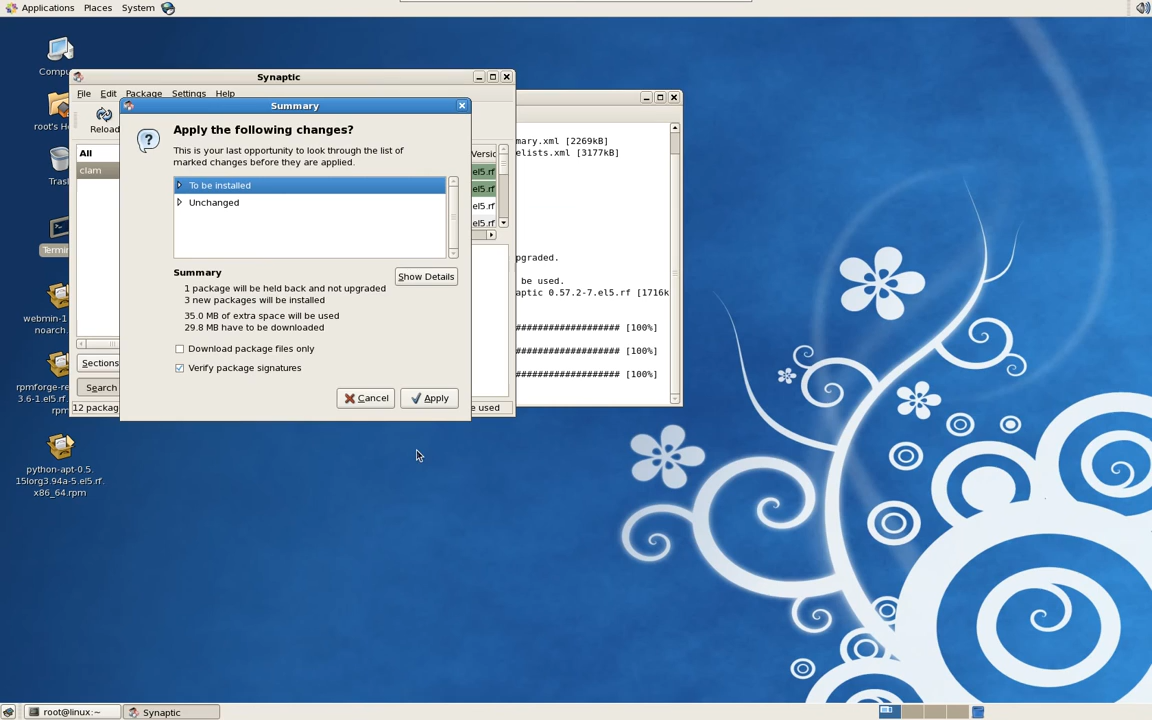 Applications Places System
Compu
root's H
Tras
Termin
webmin-1
noarch.
rpmforge-re
3.6-1.el5.rf.
rpm
python-apt-0.5.
15lorg3.94a-5.el5.rf.
x86_64.rpm
Synaptic
File Edit Package Settings Help
Reload
All
clam
Versio
el5.rf
el5.rf
el5.rf
el5.rf
Sections
Search
12 packag
e used
Summary
Apply the following changes?
This is your last opportunity to look through the list of
marked changes before they are applied.
To be installed
Unchanged
Summary
Show Details
1 package will be held back and not upgraded
3 new packages will be installed
35.0 MB of extra space will be used
29.8 MB have to be downloaded
Download package files only
Verify package signatures
Cancel
Apply
mary.xml [2269kB]
elists.xml [3177kB]
pgraded.
be used.
aptic 0.57.2-7.el5.rf [1716k
################### [100%]
################### [100%]
################### [100%]
root@linux:~
Synaptic